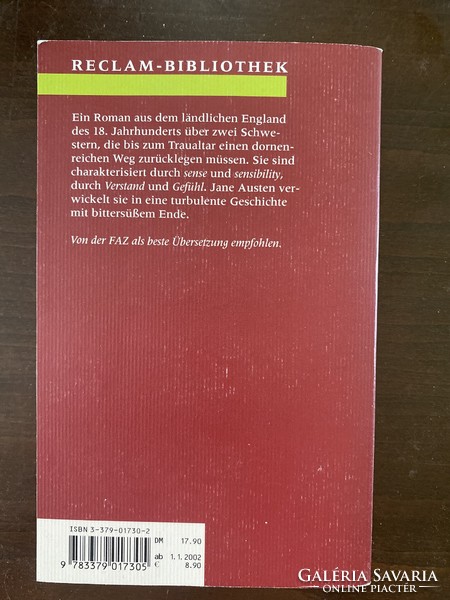 RECLAM-BIBLIOTHEK
Ein Roman aus dem ländlichen England
des 18. Jahrhunderts über zwei Schwe-
stern, die bis zum Traualtar einen dornen-
reichen Weg zurücklegen müssen. Sie sind
charakterisiert durch sense und sensibility,
durch Verstand und Gefühl. Jane Austen ver-
wickelt sie in eine turbulente Geschichte
mit bittersüßem Ende.
Von der FAZ als beste Übersetzung empfohlen.
ISBN 3-379-01730-2
DM 17.90
ab 1.1.2002
€ 8.90
9 783379 017305
GALÉRIA SAVARIA
ONLINE PIACTÉR